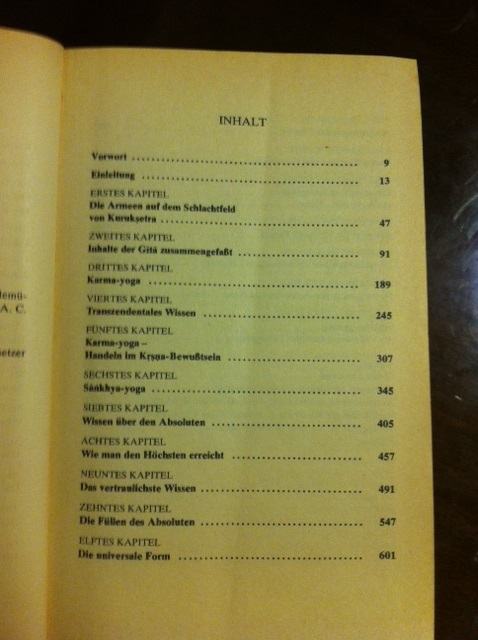 INHALT
Vorwort ........................................ 9
Einleitung ........................................ 13
ERSTES KAPITEL
Die Armeen auf dem Schlachtfeld
von Kurukṣetra ........................................ 47
ZWEITES KAPITEL
Inhalte der Gītā zusammengefaßt ........................................ 91
DRITTES KAPITEL
Karma-yoga ........................................ 189
VIERTES KAPITEL
Transzendentales Wissen ........................................ 245
FÜNFTES KAPITEL
Karma-yoga –
Handeln im Kṛṣṇa-Bewußtsein ........................................ 307
SECHSTES KAPITEL
Sāṅkhya-yoga ........................................ 345
SIEBTES KAPITEL
Wissen über den Absoluten ........................................ 405
ACHTES KAPITEL
Wie man den Höchsten erreicht ........................................ 457
NEUNTES KAPITEL
Das vertraulichste Wissen ........................................ 491
ZEHNTES KAPITEL
Die Füllen des Absoluten ........................................ 547
ELFTES KAPITEL
Die universale Form ........................................ 601
A. C.